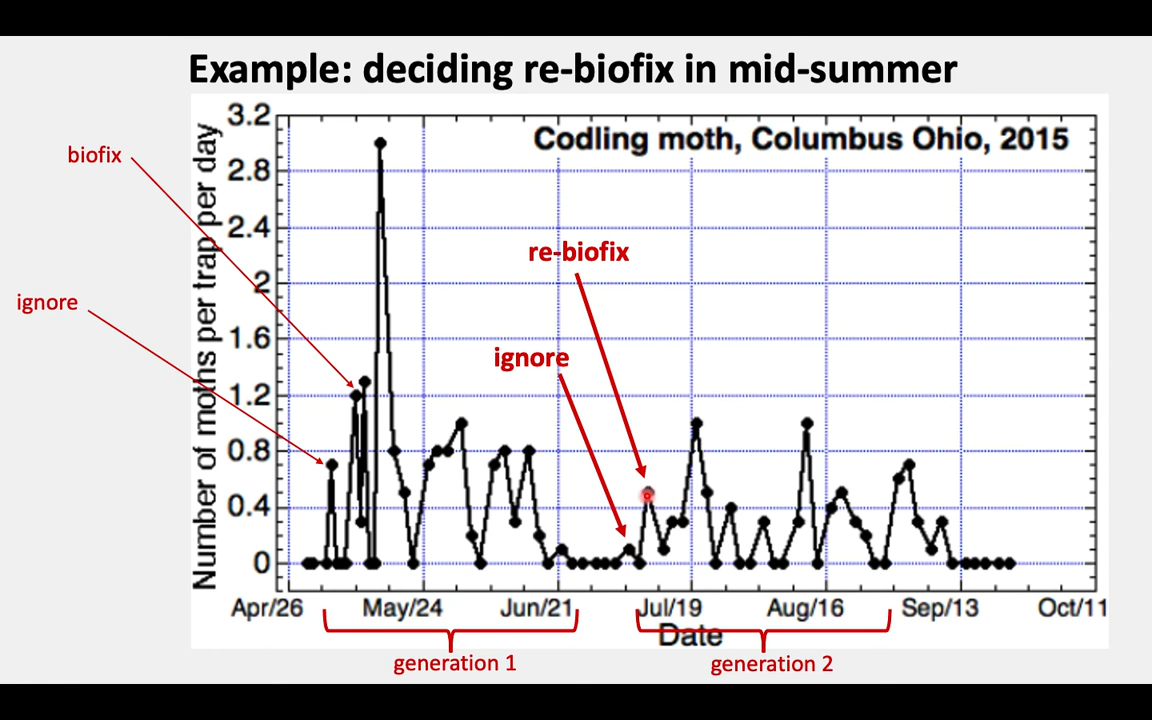 Example: deciding re-biofix in mid-summer
Codling moth, Columbus Ohio, 2015
Number of moths per trap per day
3.2
2.8
2.4
2
1.6
1.2
0.8
0.4
0
biofix
ignore
re-biofix
ignore
Apr/26 May/24 Jun/21 Jul/19 Aug/16 Sep/13 Oct/11
Date
generation 1
generation 2